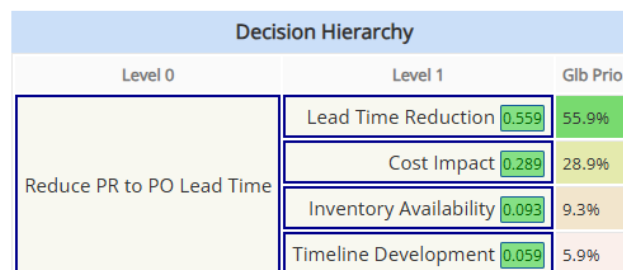 Decision Hierarchy
Level 0 Level 1 Glb Prio
Lead Time Reduction 0.559 55.9%
Cost Impact 0.289 28.9%
Reduce PR to PO Lead Time
Inventory Availability 0.093 9.3%
Timeline Development 0.059 5.9%